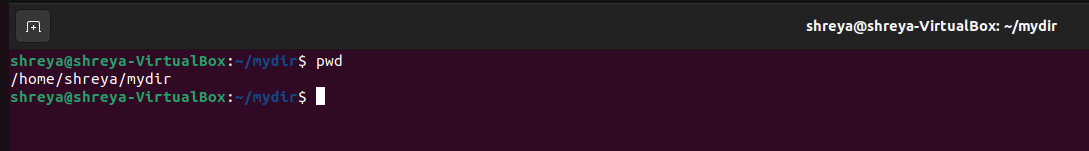 shreya@shreya-VirtualBox: ~/mydir
shreya@shreya-VirtualBox:~/mydir$ pwd
/home/shreya/mydir
shreya@shreya-VirtualBox:~/mydir$